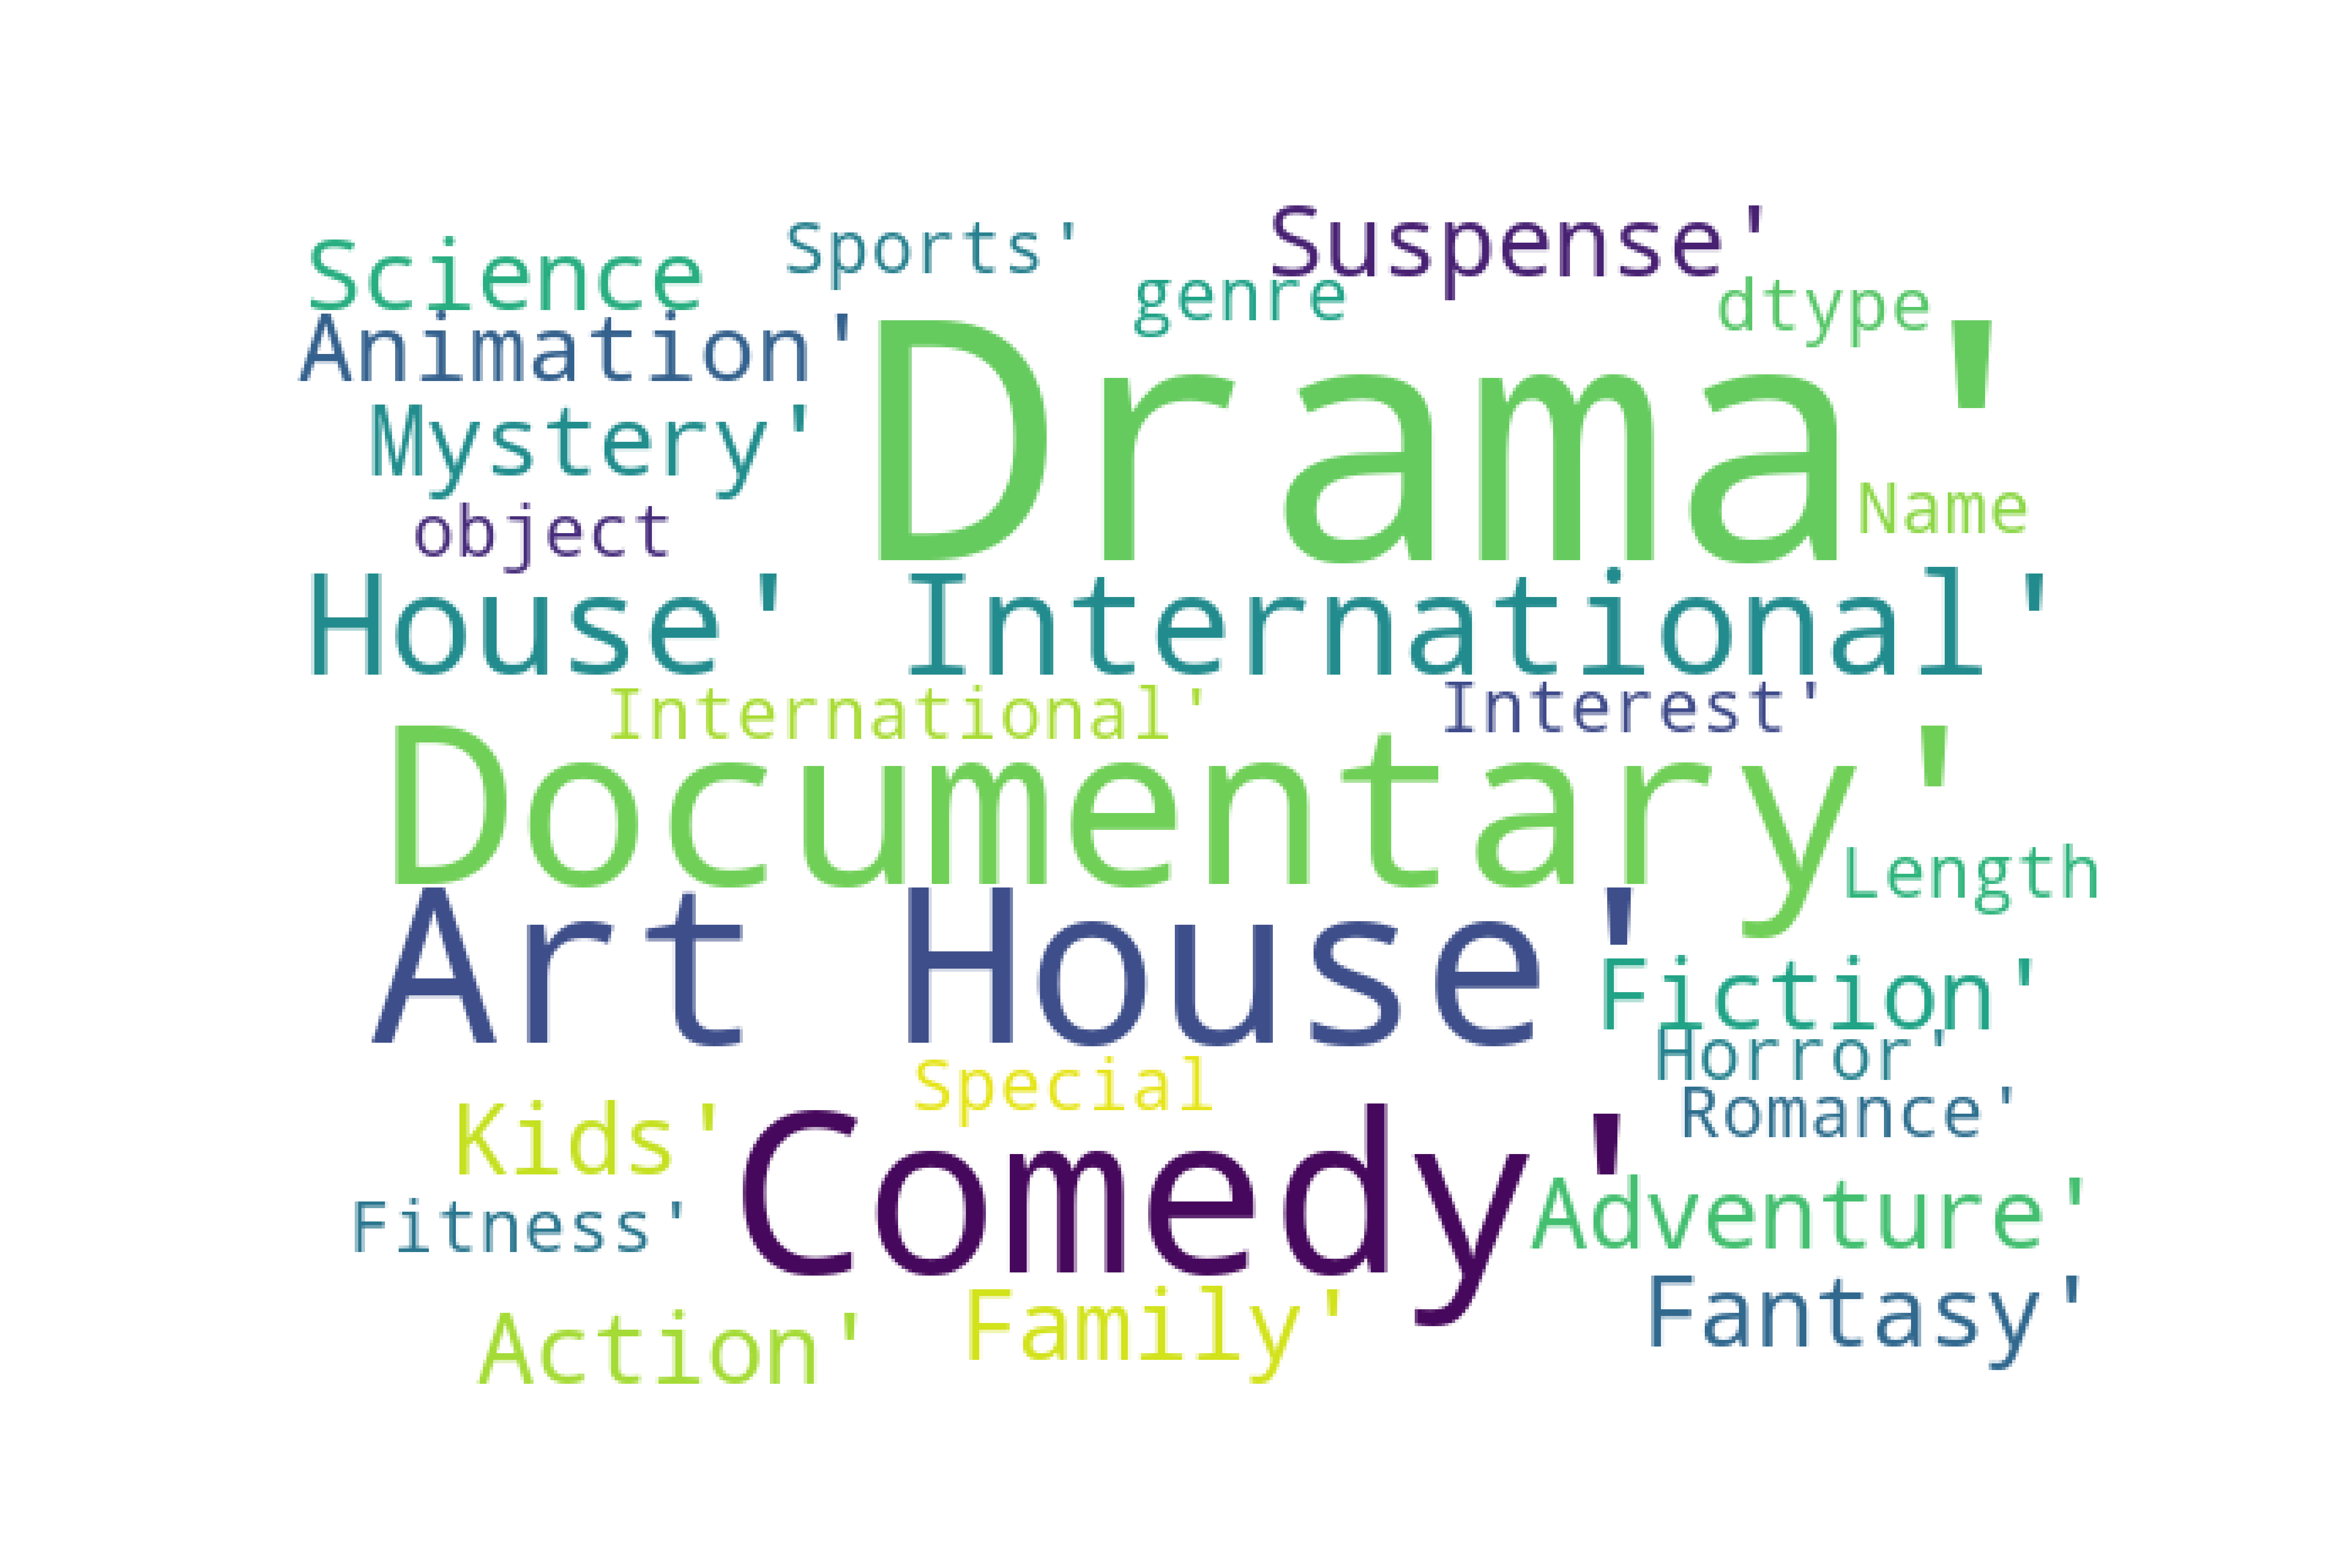 Suspense'
Sports'
Science
genre
dtype
Animation'
Drama'
Mystery'
Name
object
House' International'
International'
Interest'
Documentary'
Length
Art House'
Fiction'
Horror'
Special
Romance'
Kids'
Comedy'
Adventure'
Fitness'
Fantasy'
Family'
Action'